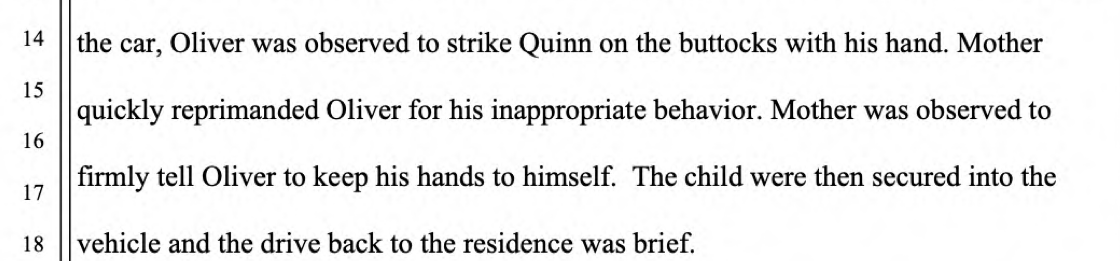 14 the car, Oliver was observed to strike Quinn on the buttocks with his hand. Mother
15
quickly reprimanded Oliver for his inappropriate behavior. Mother was observed to
16
firmly tell Oliver to keep his hands to himself.  The child were then secured into the
17
18 vehicle and the drive back to the residence was brief.